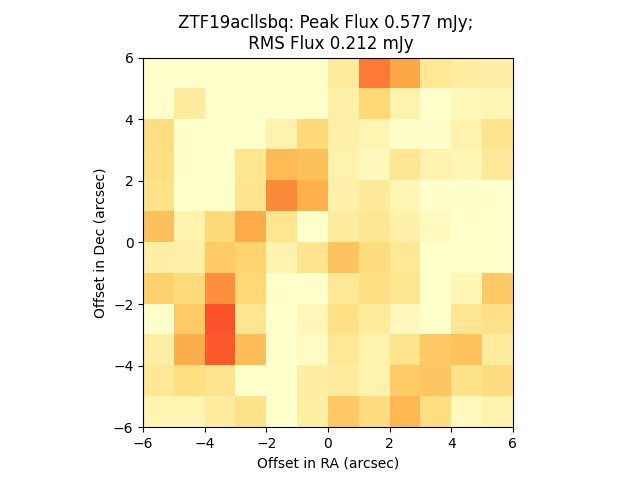 ZTF19acllsbq: Peak Flux 0.577 mJy;
RMS Flux 0.212 mJy
6
4
2
0
−2
−4
−6
Offset in Dec (arcsec)
−6 −4 −2 0 2 4 6
Offset in RA (arcsec)